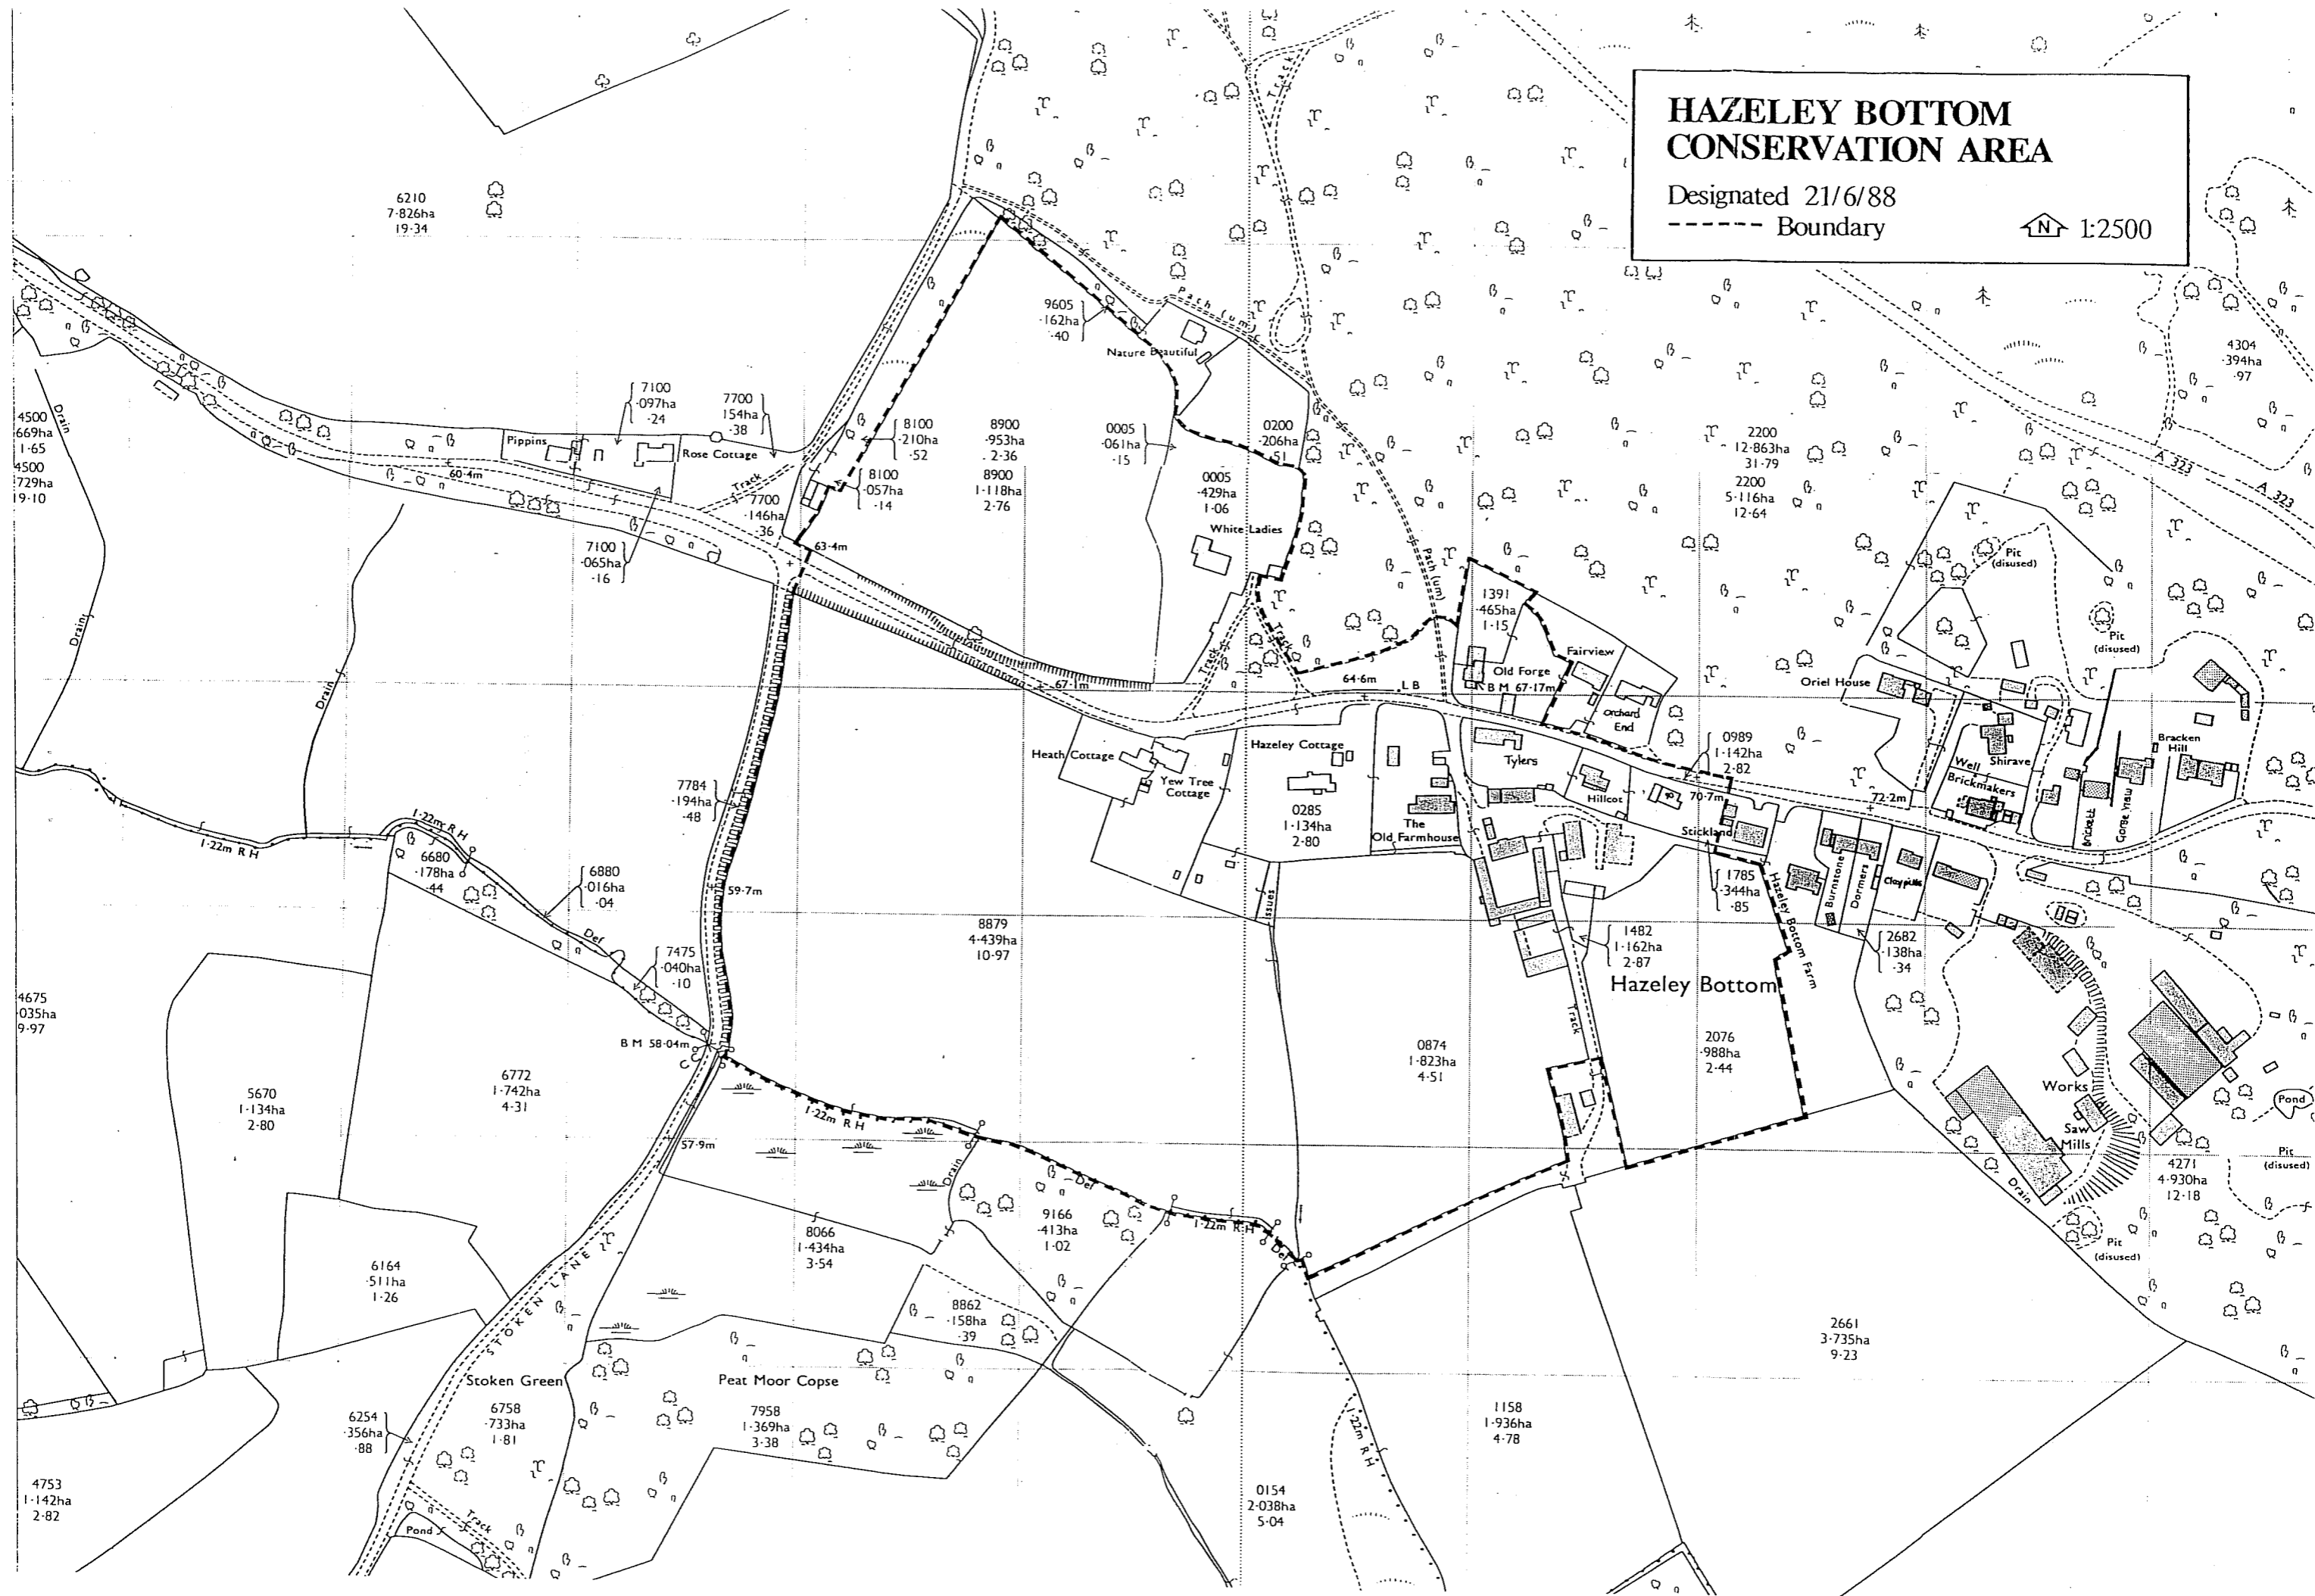 HAZELEY BOTTOM
CONSERVATION AREA
Designated 21/6/88
Boundary
N 1:2500
Track
6210
7·826ha
19·34
9605
·162ha
·40
Path (um)
Nature Beautiful
4304
·394ha
·97
4500
669ha
1·65
4500
729ha
19·10
Drain
7100
·097ha
·24
7700
154ha
·38
Pippins
Rose Cottage
60·4m
Track
7700
·146ha
·36
7100
·065ha
·16
8100
·210ha
·52
8100
·057ha
·14
8900
·953ha
2·36
8900
1·118ha
2·76
0005
·061ha
·15
0200
·206ha
·51
0005
·429ha
1·06
White Ladies
2200
12·863ha
31·79
2200
5·116ha
12·64
A 323
A 323
63·4m
Path (um)
1391
·465ha
1·15
Pit
(disused)
Pit
(disused)
Drain
Drain
Track
Track
67·1m
64·6m
L B
Old Forge
B M 67·17m
Fairview
Orchard
End
Oriel House
Heath Cottage
Yew Tree
Cottage
Hazeley Cottage
0285
1·134ha
2·80
The
Old Farmhouse
Tylers
Hillcot
0989
1·142ha
2·82
70·7m
Stickland
72·2m
Well
Shirave
Brickmakers
Brickett
Gorse View
Bracken
Hill
7784
·194ha
·48
1·22m R H
1·22m R H
6680
·178ha
·44
6880
·016ha
·04
Def
7475
·040ha
·10
59·7m
Issues
8879
4·439ha
10·97
1785
·344ha
·85
Hazeley Bottom Farm
Burnstone
Dormers
Claypitts
1482
1·162ha
2·87
2682
·138ha
·34
Hazeley Bottom
Track
4675
·035ha
9·97
B M 58·04m
5670
1·134ha
2·80
6772
1·742ha
4·31
57·9m
1·22m R H
0874
1·823ha
4·51
2076
·988ha
2·44
Works
Saw
Mills
Pond
Pit
(disused)
4271
4·930ha
12·18
Drain
Pit
(disused)
Drain
Def
9166
·413ha
1·02
1·22m R H
Def
8066
1·434ha
3·54
6164
·511ha
1·26
STOKEN LANE
8862
·158ha
·39
2661
3·735ha
9·23
Stoken Green
Peat Moor Copse
6254
·356ha
·88
6758
·733ha
1·81
7958
1·369ha
3·38
1·22m R H
1158
1·936ha
4·78
4753
1·142ha
2·82
0154
2·038ha
5·04
Track
Pond